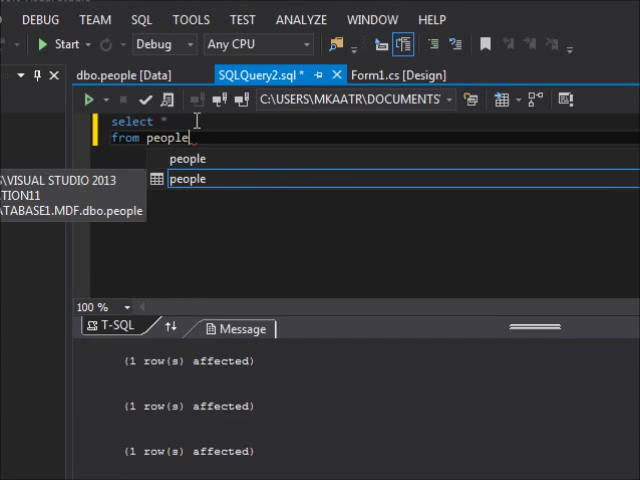 DEBUG TEAM SQL TOOLS TEST ANALYZE WINDOW HELP
Start Debug Any CPU
dbo.people [Data] SQLQuery2.sql * Form1.cs [Design]
C:\USERS\MKAATR\DOCUMENTS
select *
from people
people
people
S\VISUAL STUDIO 2013
TION11
TABASE1.MDF.dbo.people
100 %
T-SQL Message
(1 row(s) affected)
(1 row(s) affected)
(1 row(s) affected)